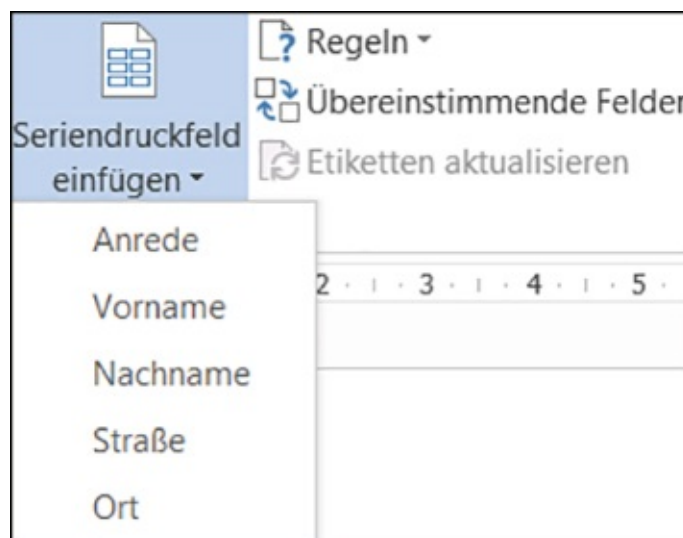 Seriendruckfeld
einfügen
Regeln
Übereinstimmende Felder
Etiketten aktualisieren
Anrede
Vorname
Nachname
Straße
Ort
2 3 4 5